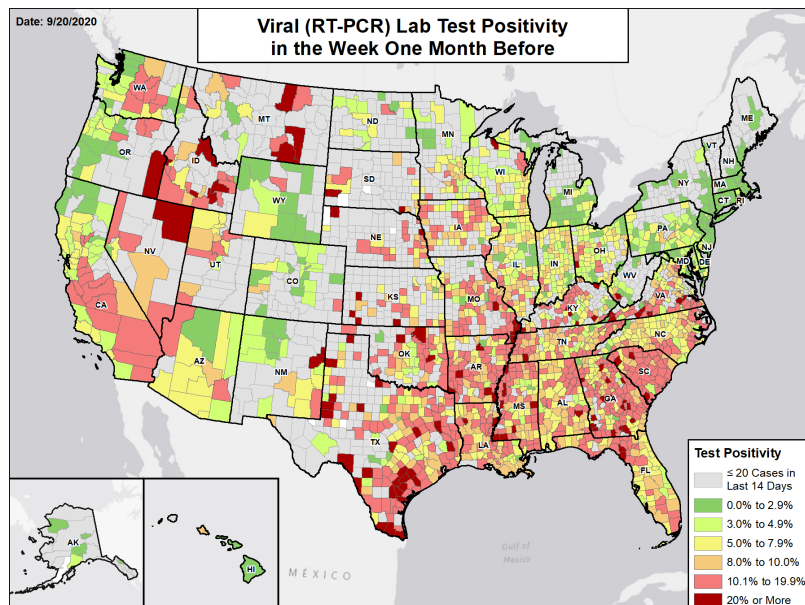 Date: 9/20/2020
Viral (RT-PCR) Lab Test Positivity
in the Week One Month Before
WA
MT
ND
MN
ME
VT
NH
OR
ID
SD
WI
NY
MA
MI
CT
RI
WY
IA
PA
NJ
NE
OH
MD
DE
NV
UT
IL
IN
CO
WV
VA
CA
KS
MO
KY
NC
TN
AZ
OK
NM
AR
SC
MS
AL
GA
TX
LA
FL
AK
HI
MÉXICO
Gulf of
Mexico
Test Positivity
≤ 20 Cases in
Last 14 Days
0.0% to 2.9%
3.0% to 4.9%
5.0% to 7.9%
8.0% to 10.0%
10.1% to 19.9%
20% or More